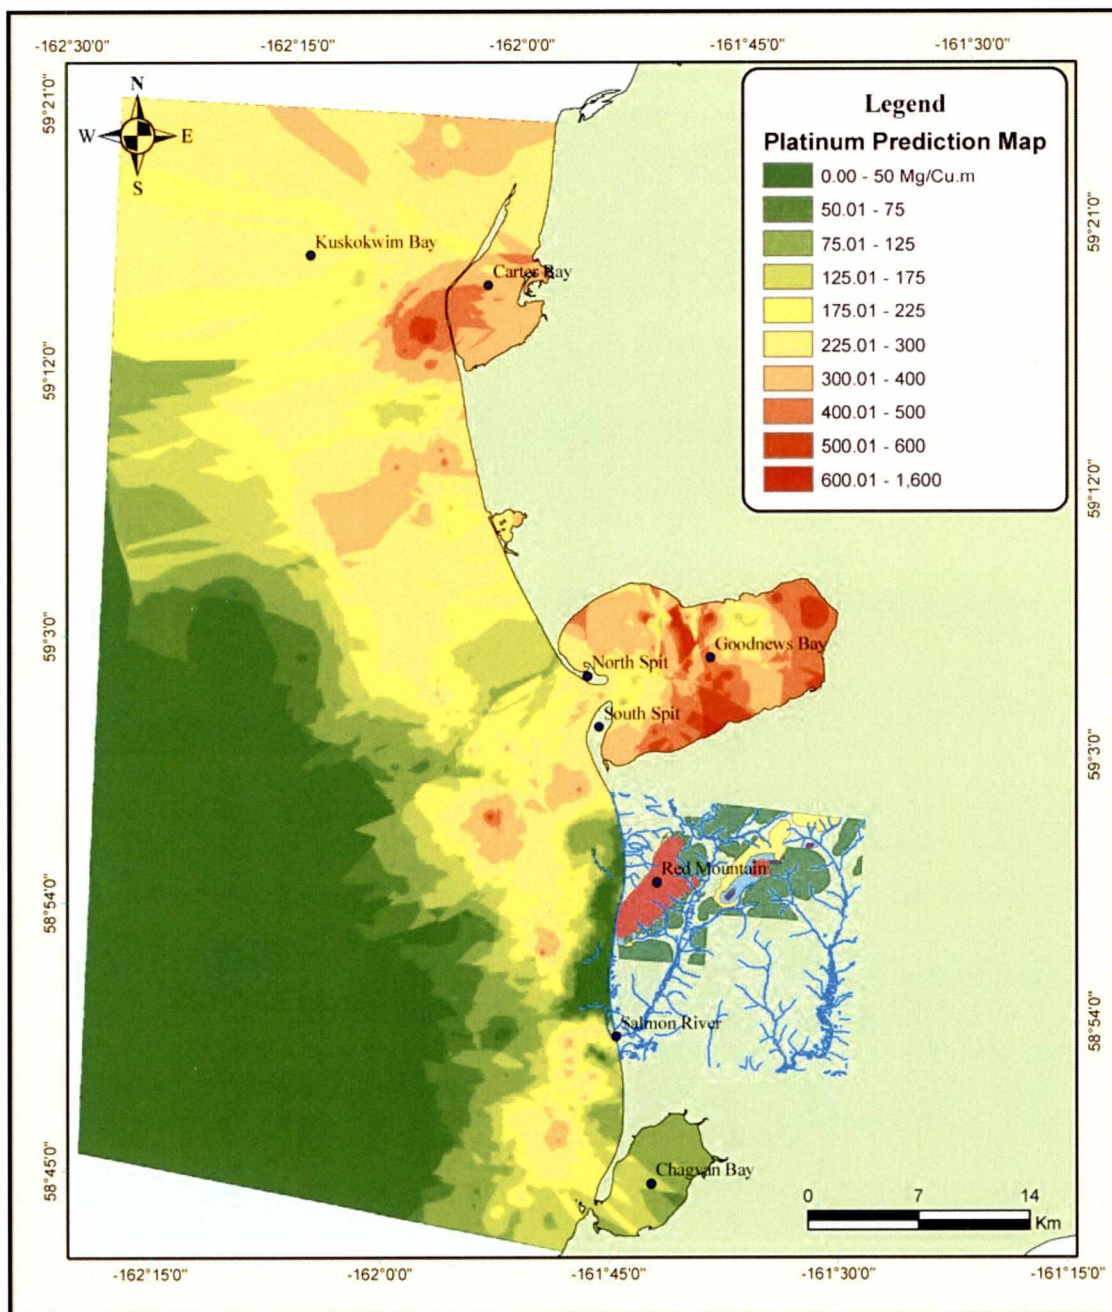 -162°30'0" -162°15'0" -162°0'0" -161°45'0" -161°30'0"
59°21'0"
59°12'0"
59°3'0"
58°54'0"
58°45'0"
N
W E
S
Legend
Platinum Prediction Map
0.00 - 50 Mg/Cu.m
50.01 - 75
75.01 - 125
125.01 - 175
175.01 - 225
225.01 - 300
300.01 - 400
400.01 - 500
500.01 - 600
600.01 - 1,600
Kuskokwim Bay
Carter Bay
Goodnews Bay
North Spit
South Spit
Red Mountain
Salmon River
Chagvan Bay
0 7 14
Km
59°21'0"
59°12'0"
59°3'0"
58°54'0"
-162°15'0" -162°0'0" -161°45'0" -161°30'0" -161°15'0"